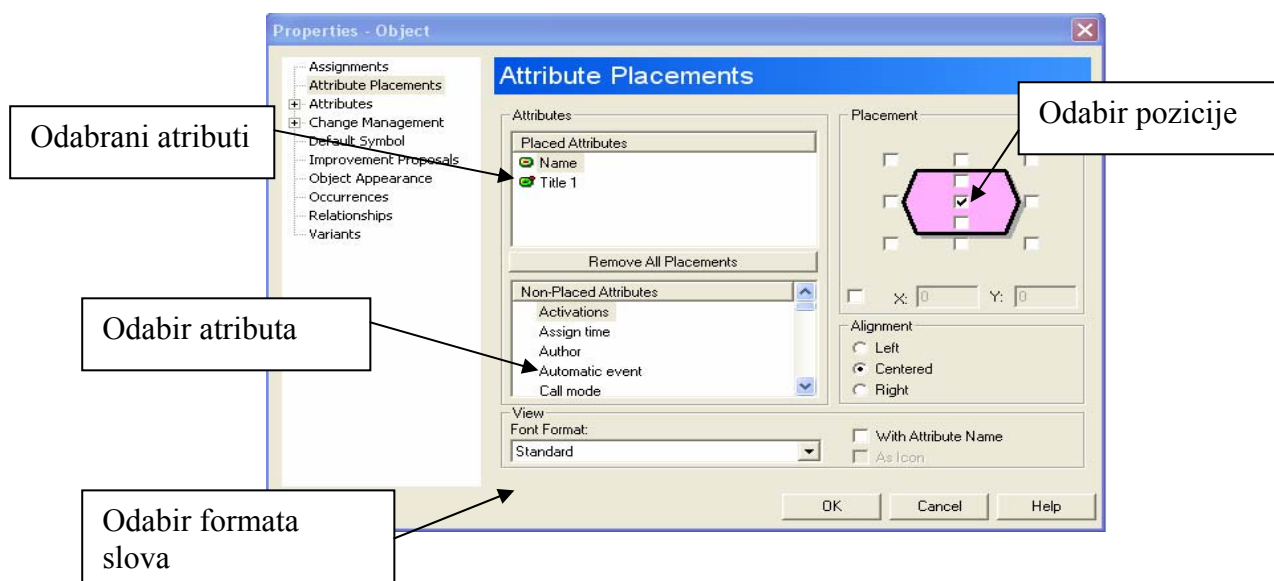 Properties - Object
Assignments
Attribute Placements
Attributes
Change Management
Default Symbol
Improvement Proposals
Object Appearance
Occurrences
Relationships
Variants
Attribute Placements
Attributes
Placed Attributes
Name
Title 1
Remove All Placements
Non-Placed Attributes
Activations
Assign time
Author
Automatic event
Call mode
Placement
X: 0 Y: 0
Alignment
Left
Centered
Right
View
Font Format:
Standard
With Attribute Name
As Icon
OK Cancel Help
Odabrani atributi
Odabir pozicije
Odabir atributa
Odabir formata
slova